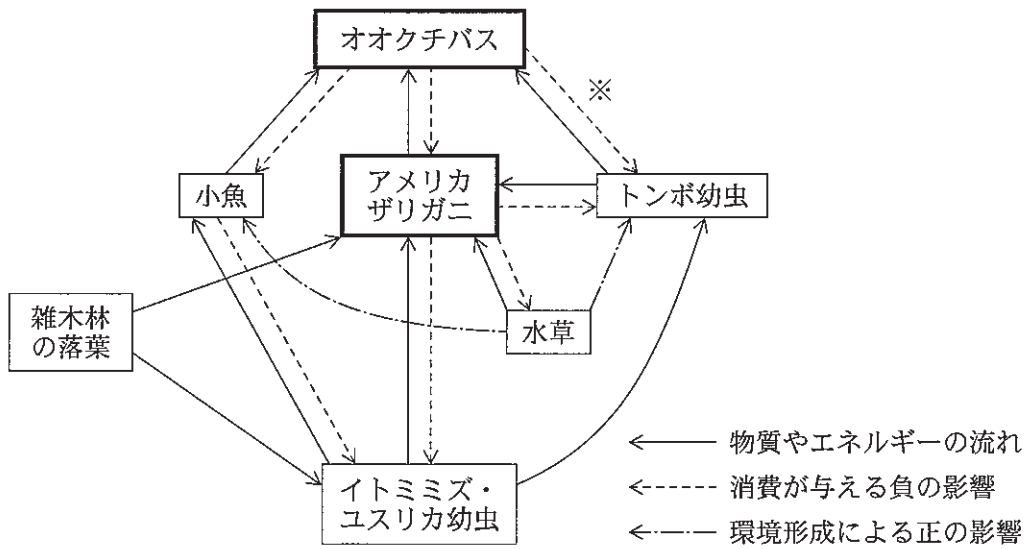 オオクチバス
※
小魚
アメリカ
ザリガニ
トンボ幼虫
雑木林
の落葉
水草
イトミミズ・
ユスリカ幼虫
物質やエネルギーの流れ
消費が与える負の影響
環境形成による正の影響